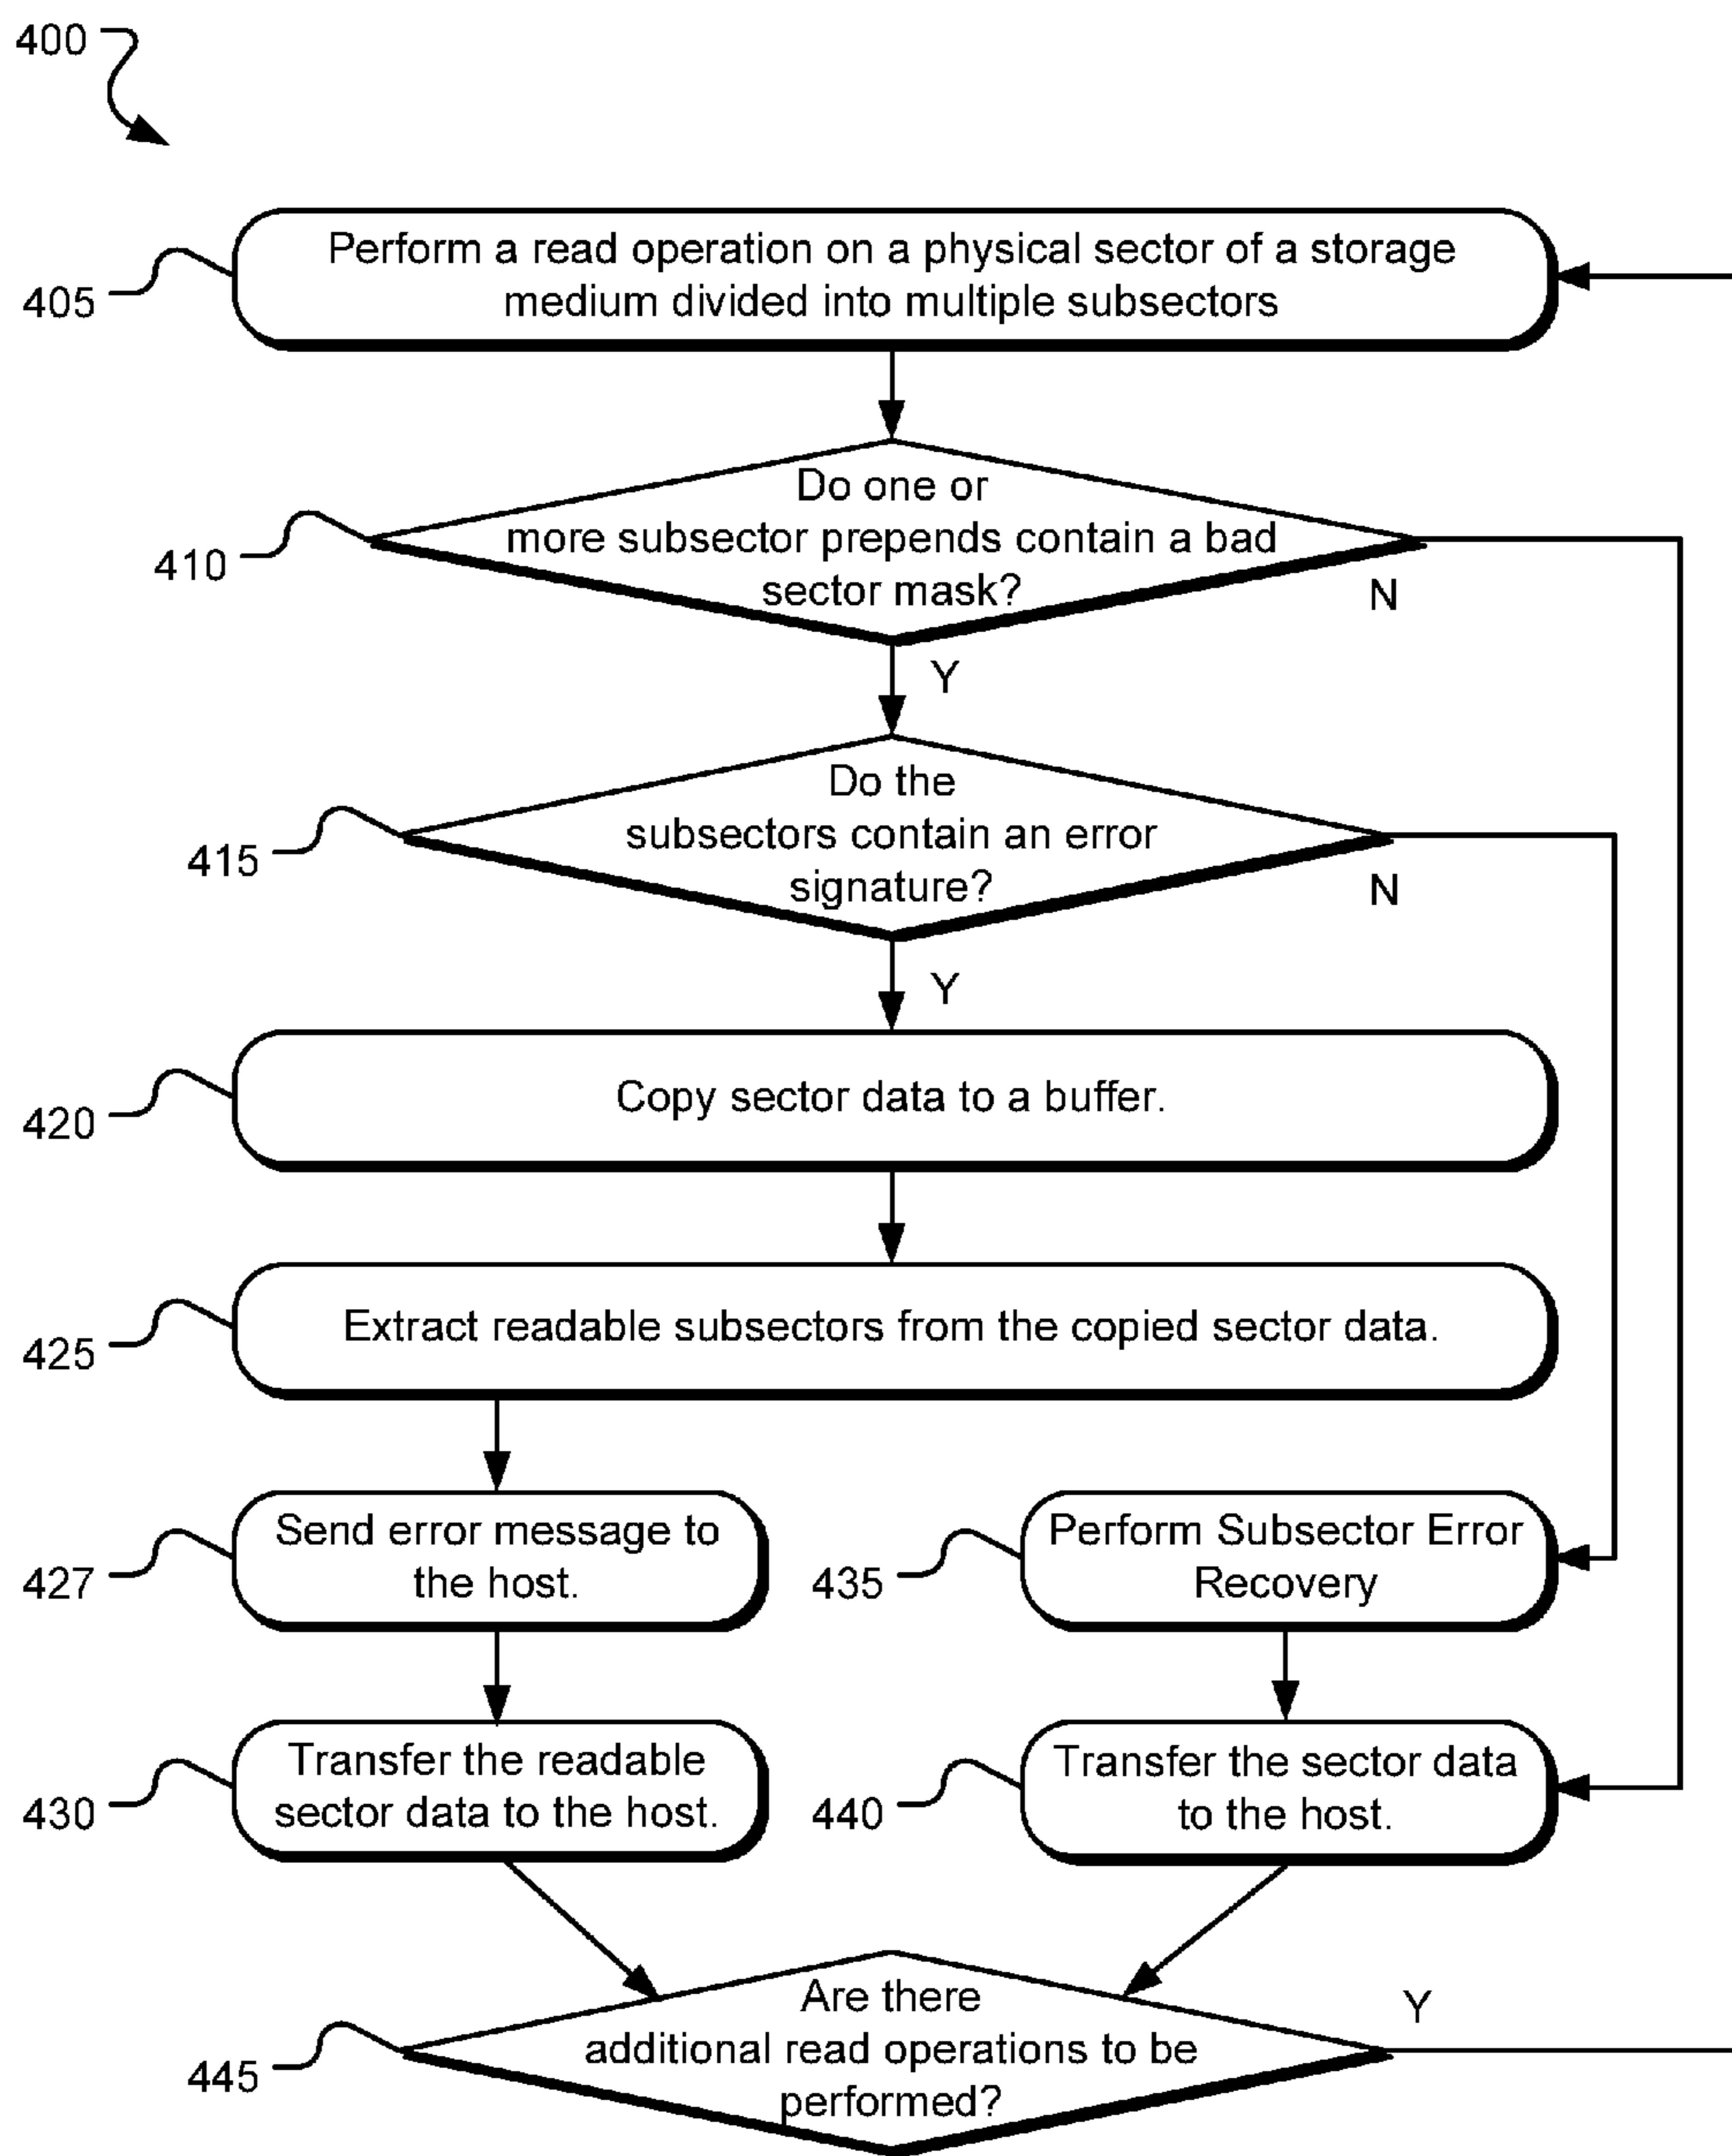 400
405
Perform a read operation on a physical sector of a storage
medium divided into multiple subsectors
410
Do one or
more subsector prepends contain a bad
sector mask?
N
Y
415
Do the
subsectors contain an error
signature?
N
Y
420
Copy sector data to a buffer.
425
Extract readable subsectors from the copied sector data.
427
Send error message to
the host.
435
Perform Subsector Error
Recovery
430
Transfer the readable
sector data to the host.
440
Transfer the sector data
to the host.
445
Are there
additional read operations to be
performed?
Y